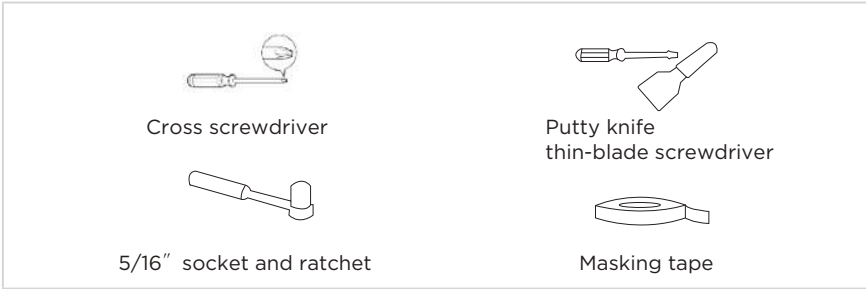 Cross screwdriver
Putty knife
thin-blade screwdriver
5/16″ socket and ratchet
Masking tape